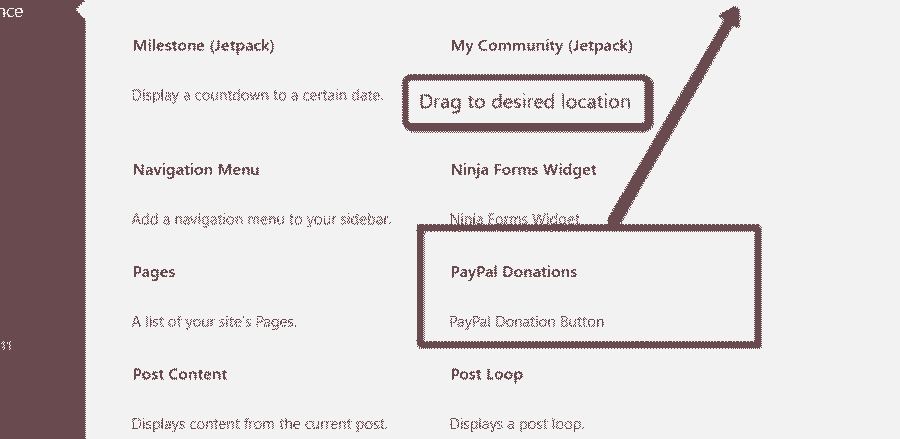 nce
Milestone (Jetpack)
My Community (Jetpack)
Display a countdown to a certain date.
Drag to desired location
Navigation Menu
Ninja Forms Widget
Add a navigation menu to your sidebar.
Ninja Forms Widget
Pages
PayPal Donations
A list of your site's Pages.
PayPal Donation Button
Post Content
Post Loop
Displays content from the current post.
Displays a post loop.